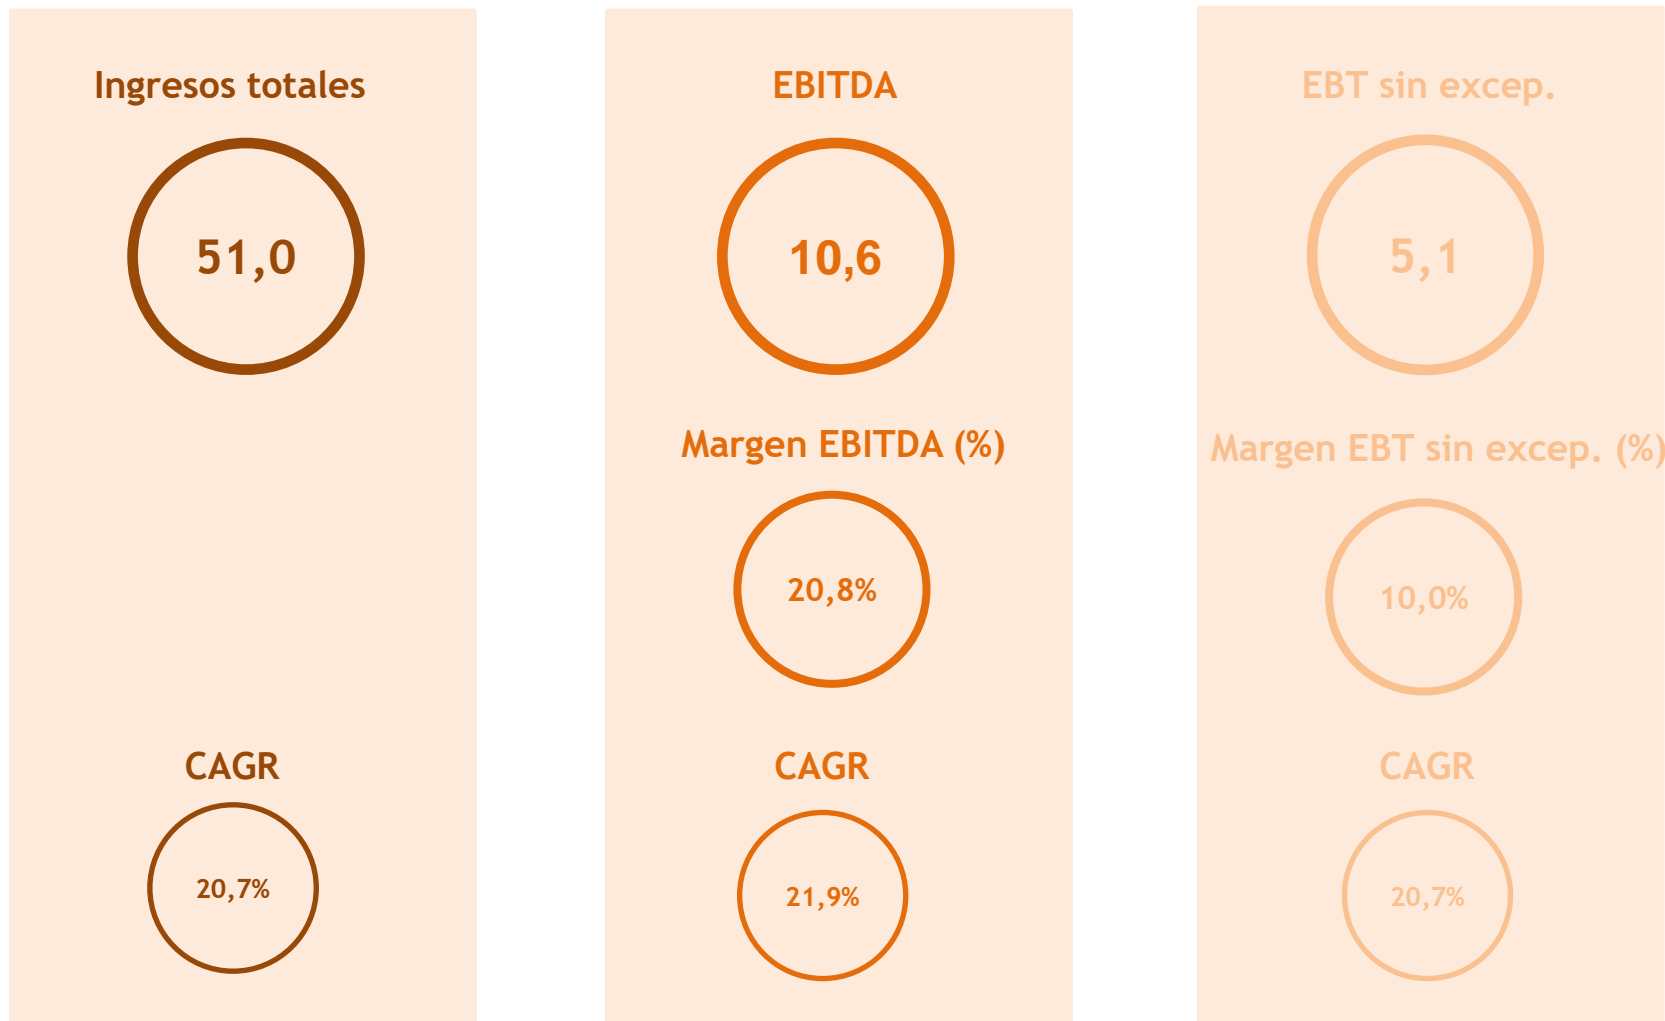 Ingresos totales
51,0
CAGR
20,7%
EBITDA
10,6
Margen EBITDA (%)
20,8%
CAGR
21,9%
EBT sin excep.
5,1
Margen EBT sin excep. (%)
10,0%
CAGR
20,7%